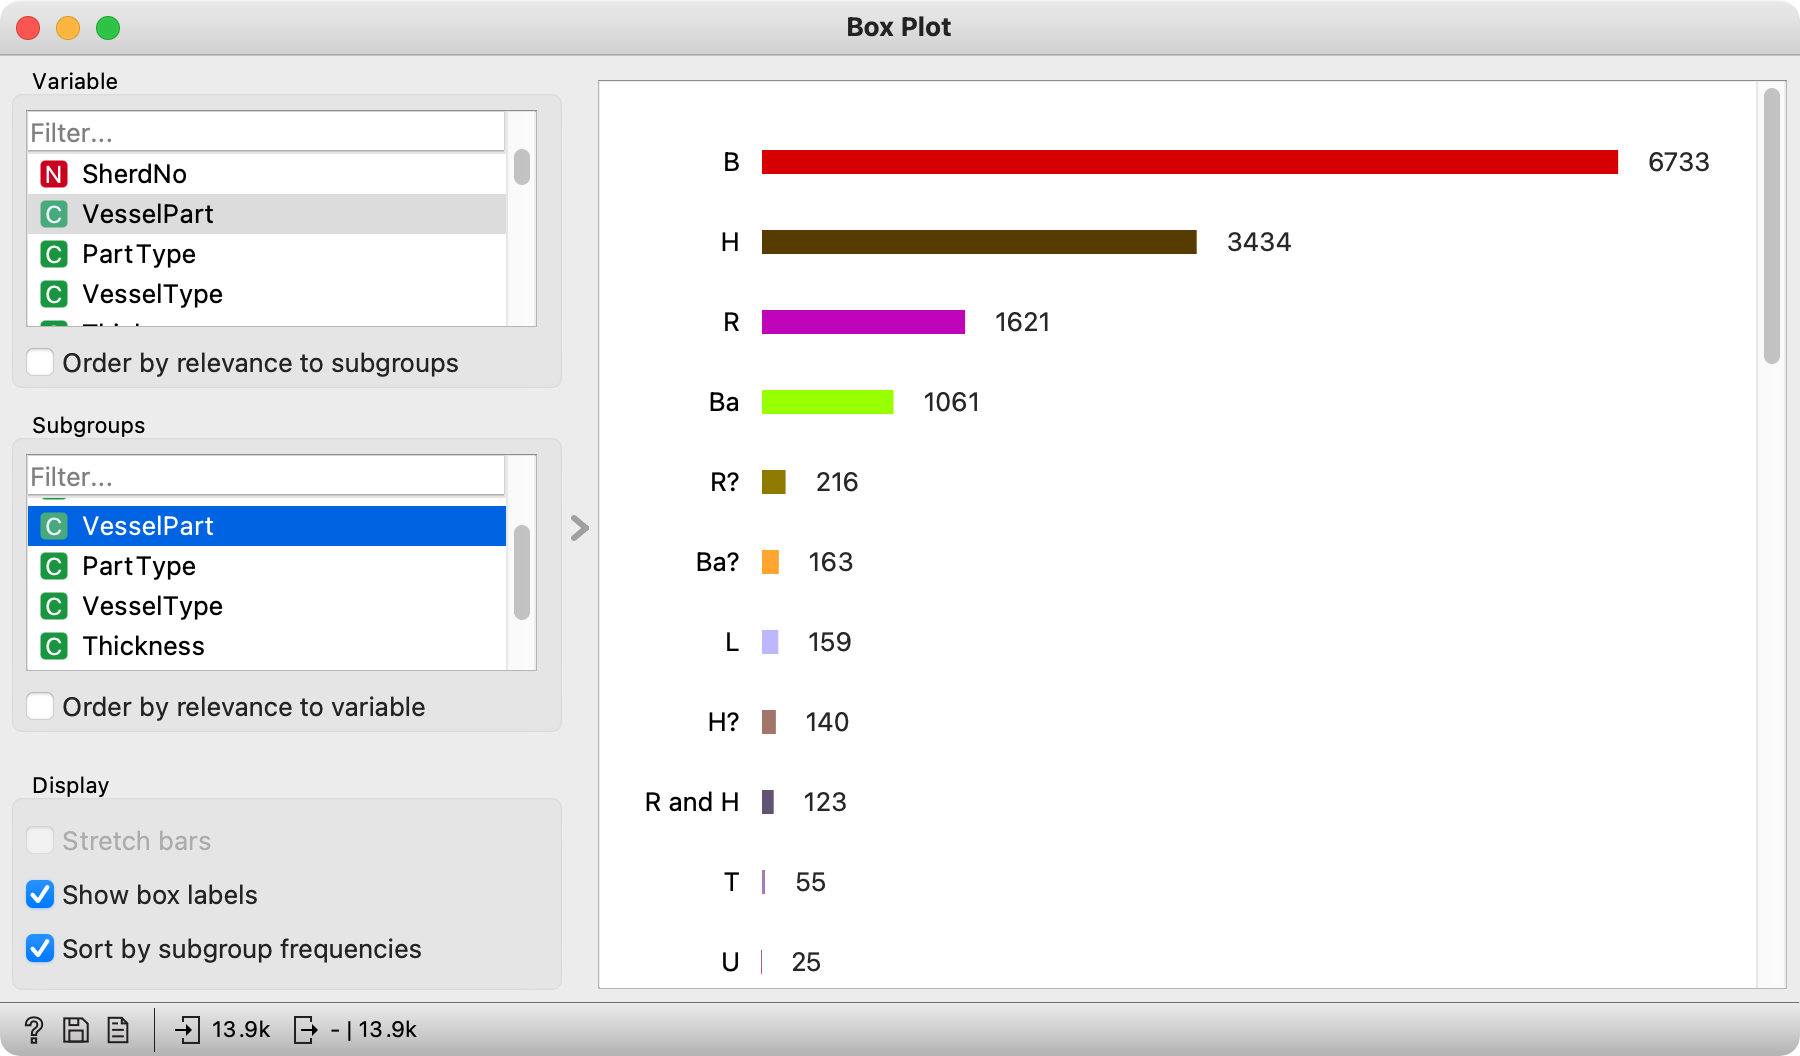 Box Plot
Variable
Filter...
N SherdNo
C VesselPart
C PartType
C VesselType
Order by relevance to subgroups
Subgroups
Filter...
C VesselPart
C PartType
C VesselType
C Thickness
Order by relevance to variable
Display
Stretch bars
Show box labels
Sort by subgroup frequencies
B 6733
H 3434
R 1621
Ba 1061
R? 216
Ba? 163
L 159
H? 140
R and H 123
T 55
U 25
? 13.9k - | 13.9k